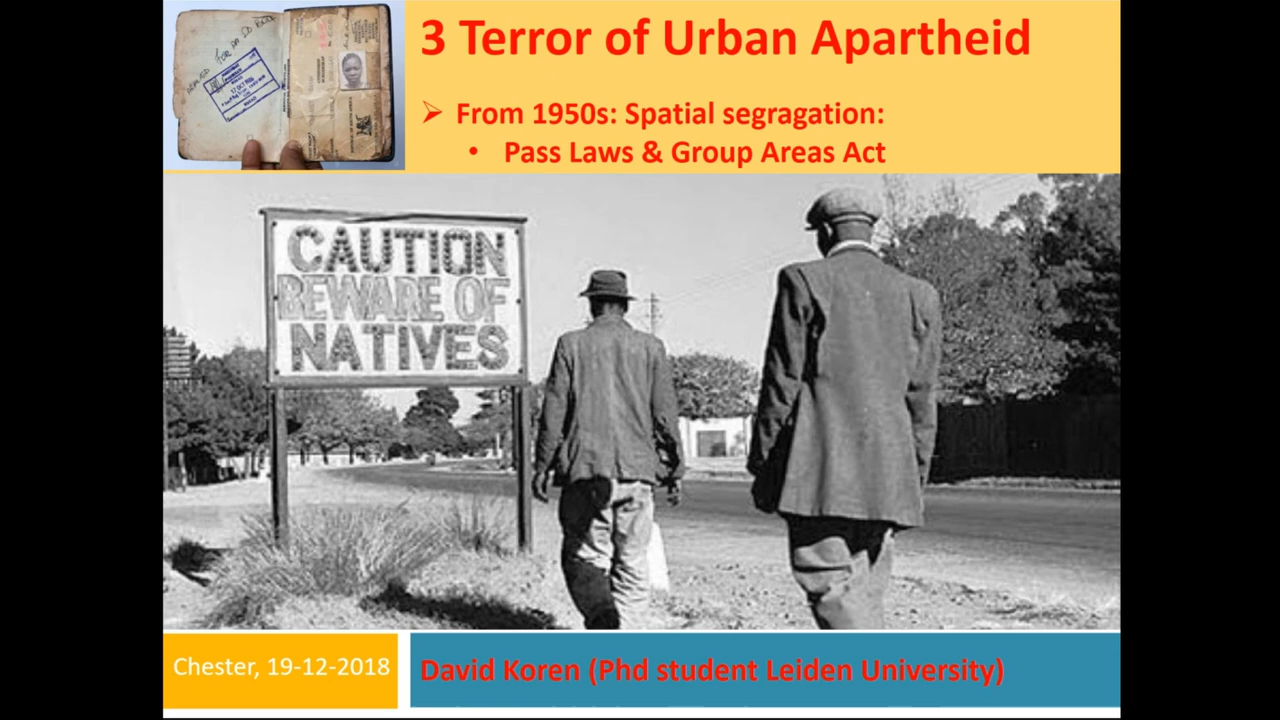 3 Terror of Urban Apartheid
➢ From 1950s: Spatial segragation:
• Pass Laws & Group Areas Act
CAUTION
BEWARE OF
NATIVES
Chester, 19-12-2018
David Koren (Phd student Leiden University)